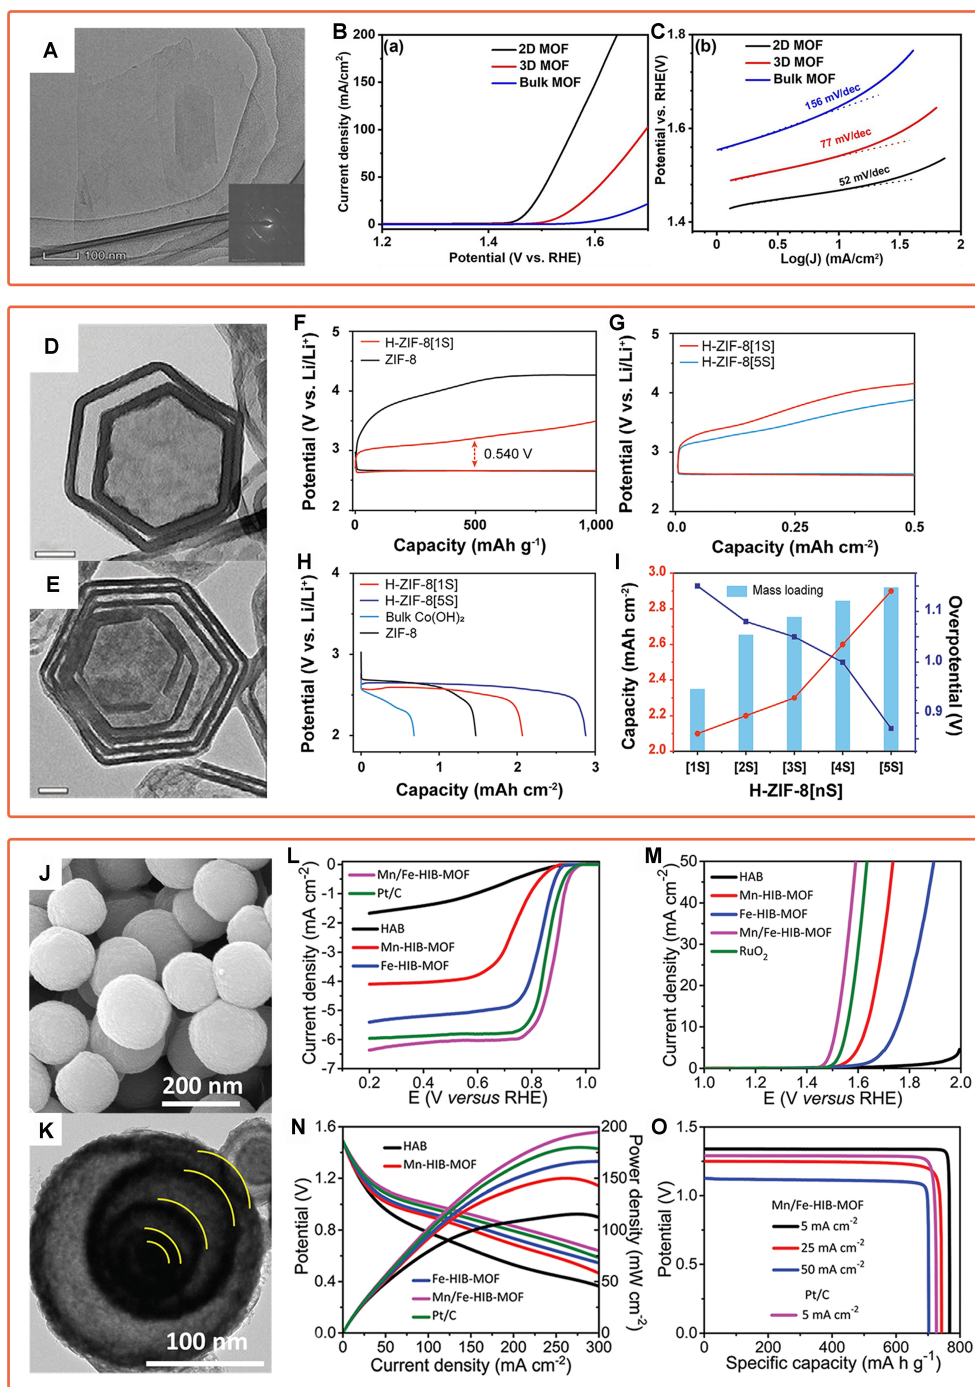 A
100 nm
B
(a)
2D MOF
3D MOF
Bulk MOF
Current density (mA/cm²)
200
150
100
50
0
1.2
1.4
1.6
Potential (V vs. RHE)
C
(b)
2D MOF
3D MOF
Bulk MOF
156 mV/dec
77 mV/dec
52 mV/dec
Potential vs. RHE(V)
1.8
1.6
1.4
0
0.5
1.0
1.5
2.0
Log(J) (mA/cm²)
D
E
F
H-ZIF-8[1S]
ZIF-8
0.540 V
Potential (V vs. Li/Li⁺)
5
4
3
2
0
500
1,000
Capacity (mAh g⁻¹)
G
H-ZIF-8[1S]
H-ZIF-8[5S]
Potential (V vs. Li/Li⁺)
5
4
3
2
0.0
0.25
0.5
Capacity (mAh cm⁻²)
H
H-ZIF-8[1S]
H-ZIF-8[5S]
Bulk Co(OH)₂
ZIF-8
Potential (V vs. Li/Li⁺)
4
3
2
0
1
2
3
Capacity (mAh cm⁻²)
I
Mass loading
Capacity (mAh cm⁻²)
3.0
2.8
2.6
2.4
2.2
2.0
1.1
1.0
0.9
Overpotential (V)
[1S]
[2S]
[3S]
[4S]
[5S]
H-ZIF-8[nS]
J
200 nm
K
100 nm
L
Mn/Fe-HIB-MOF
Pt/C
HAB
Mn-HIB-MOF
Fe-HIB-MOF
Current density (mA cm⁻²)
0
-1
-2
-3
-4
-5
-6
-7
0.2
0.4
0.6
0.8
1.0
E (V versus RHE)
M
HAB
Mn-HIB-MOF
Fe-HIB-MOF
Mn/Fe-HIB-MOF
RuO₂
Current density (mA cm⁻²)
50
40
30
20
10
0
1.0
1.2
1.4
1.6
1.8
2.0
E (V versus RHE)
N
HAB
Mn-HIB-MOF
Fe-HIB-MOF
Mn/Fe-HIB-MOF
Pt/C
Potential (V)
1.6
1.2
0.8
0.4
0.0
200
150
100
50
0
Power density (mW cm⁻²)
0
50
100
150
200
250
300
Current density (mA cm⁻²)
O
Mn/Fe-HIB-MOF
5 mA cm⁻²
25 mA cm⁻²
50 mA cm⁻²
Pt/C
5 mA cm⁻²
Potential (V)
1.5
1.0
0.5
0.0
0
200
400
600
800
Specific capacity (mA h g⁻¹)